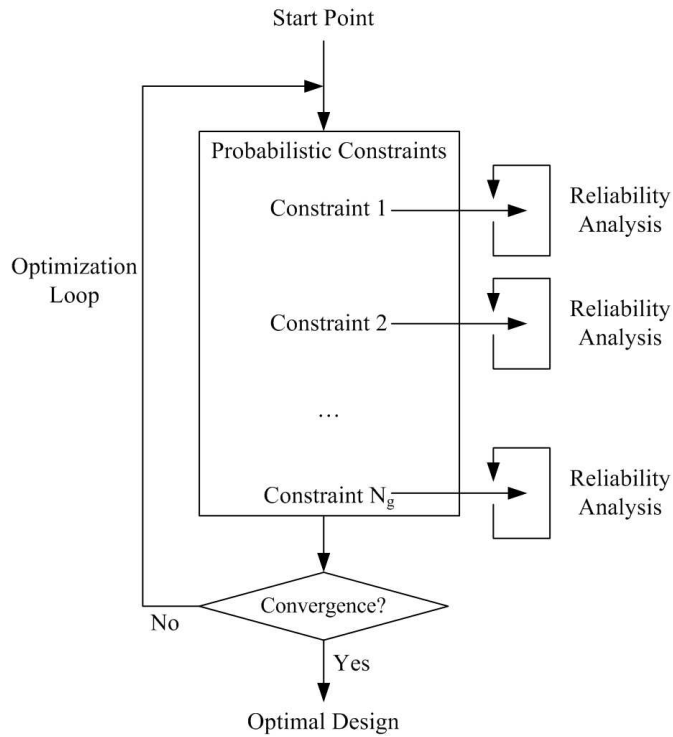 Start Point
Probabilistic Constraints
Constraint 1
Reliability
Analysis
Optimization
Loop
Constraint 2
Reliability
Analysis
...
Constraint Ng
Reliability
Analysis
Convergence?
No
Yes
Optimal Design